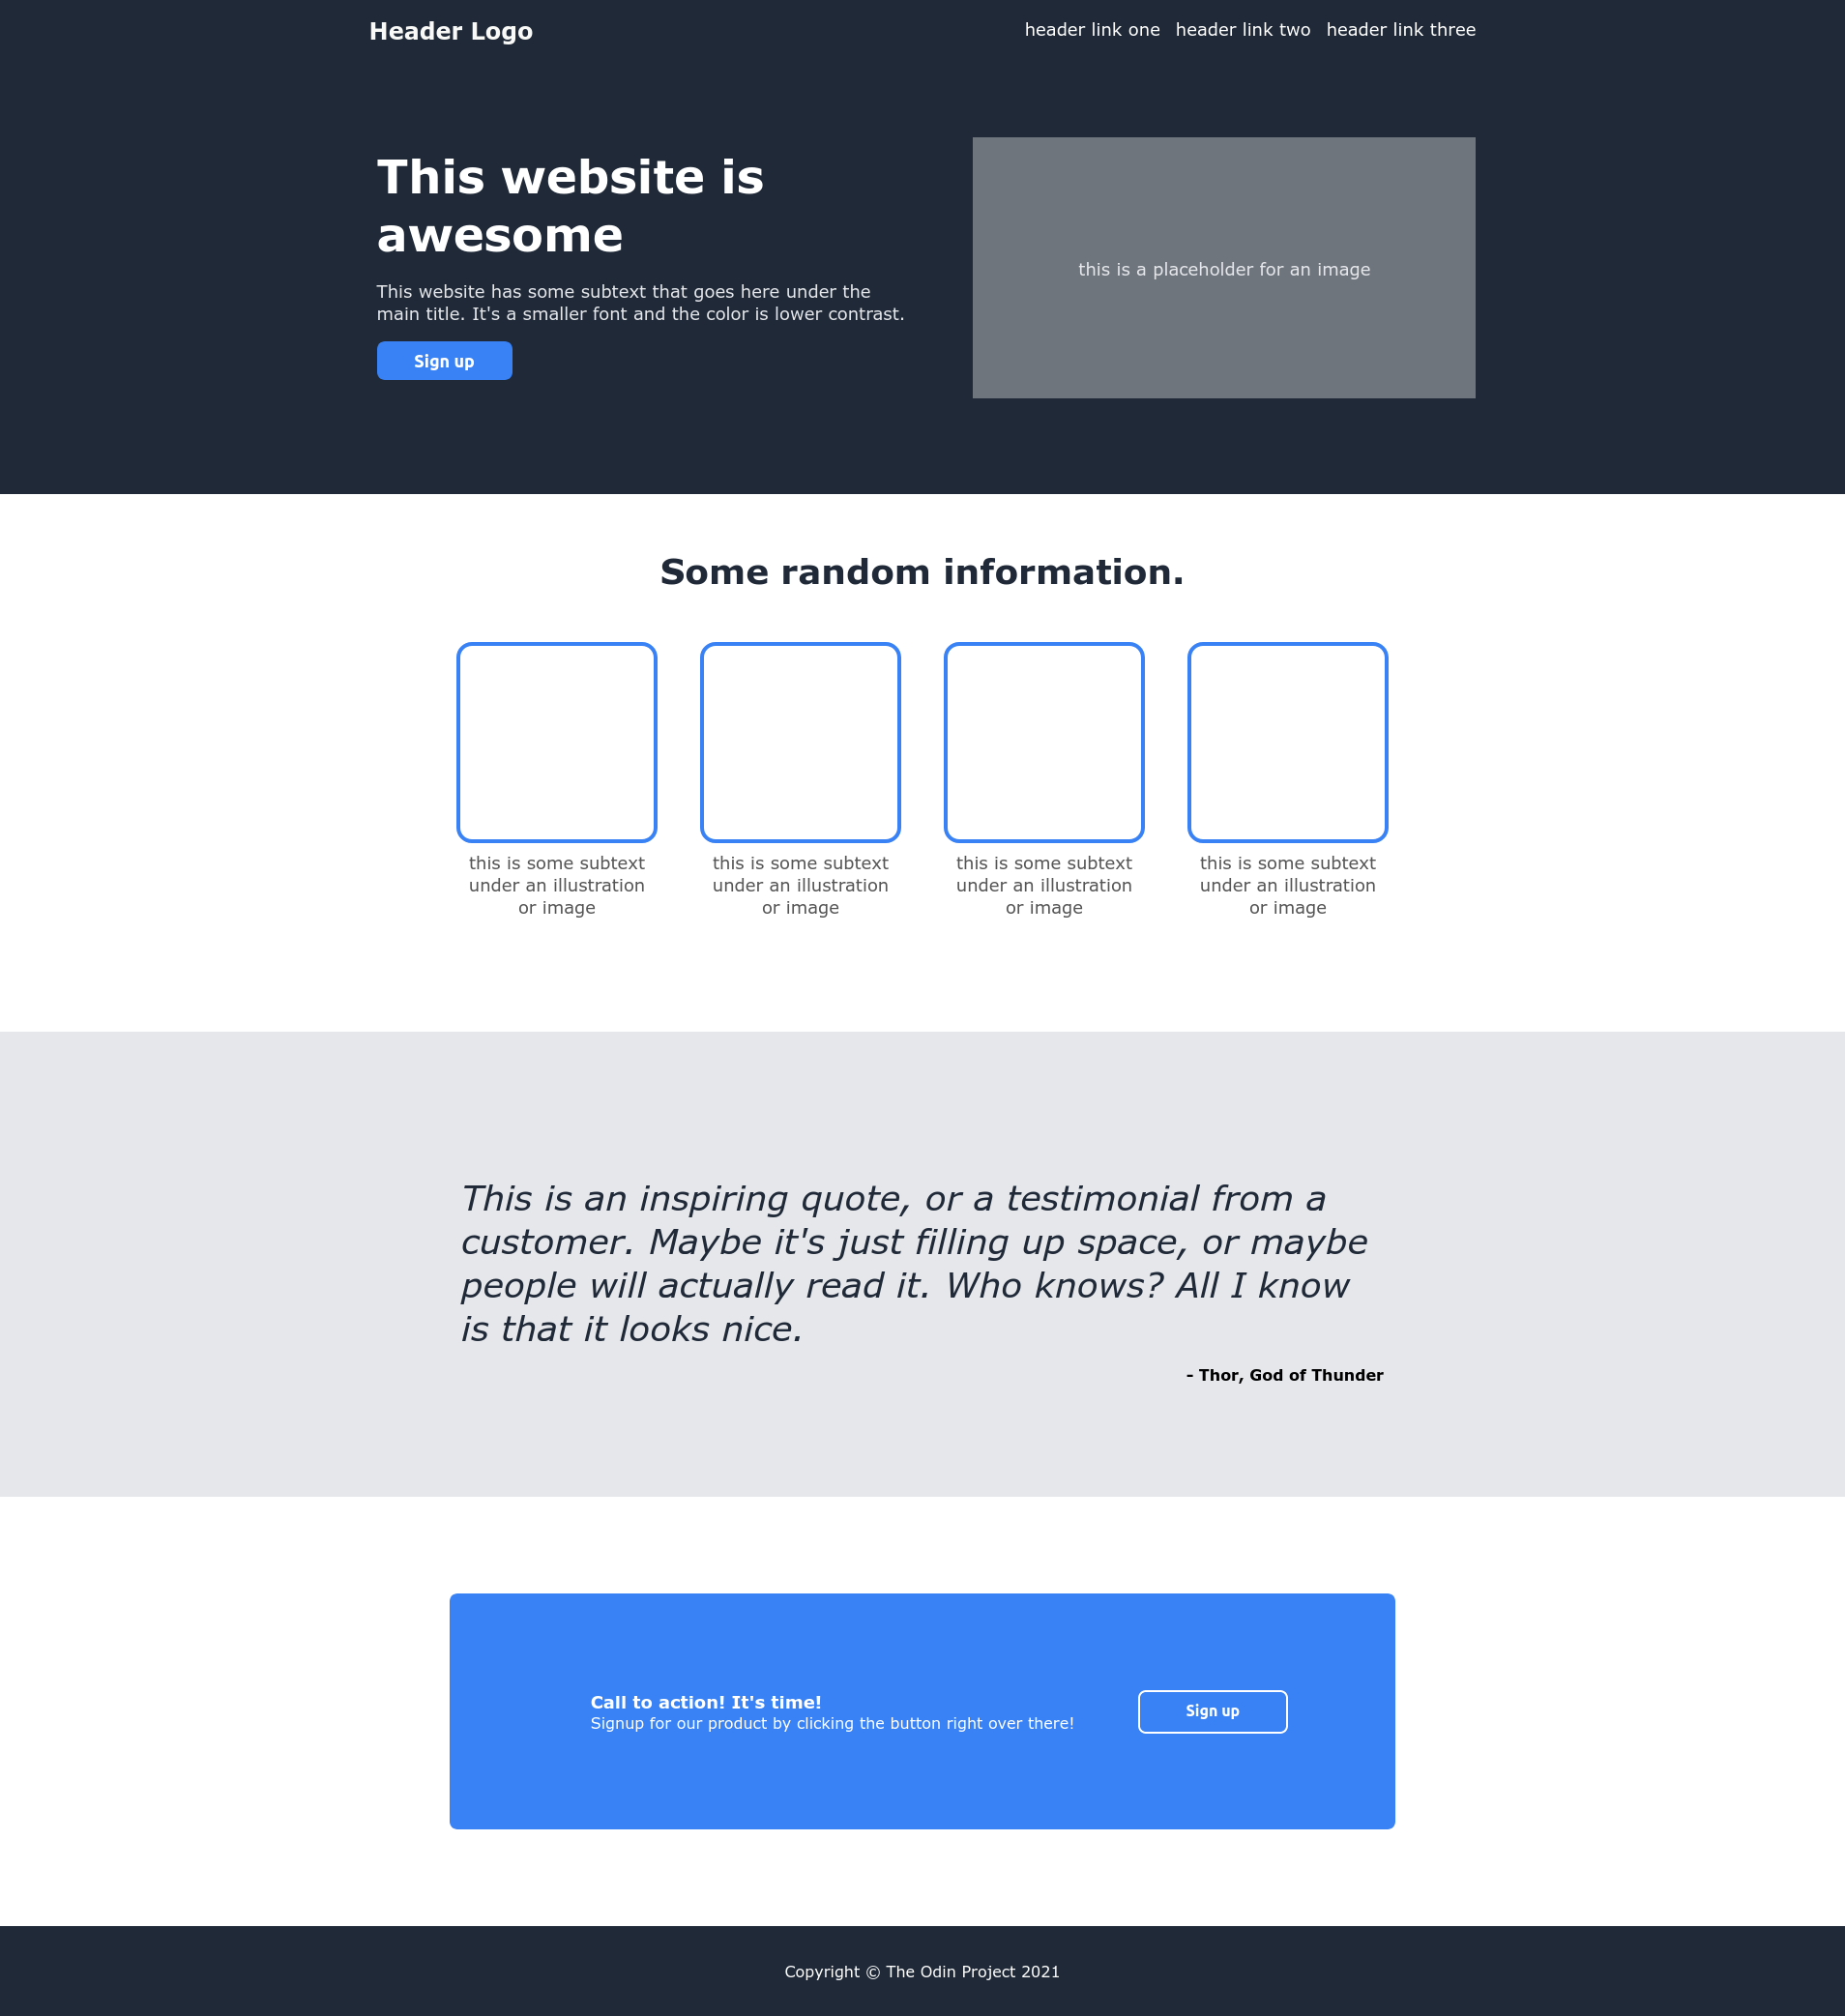 Header Logo
header link one header link two header link three
This website is
awesome
This website has some subtext that goes here under the
main title. It's a smaller font and the color is lower contrast.
Sign up
this is a placeholder for an image
Some random information.
this is some subtext
under an illustration
or image
this is some subtext
under an illustration
or image
this is some subtext
under an illustration
or image
this is some subtext
under an illustration
or image
This is an inspiring quote, or a testimonial from a
customer. Maybe it's just filling up space, or maybe
people will actually read it. Who knows? All I know
is that it looks nice.
– Thor, God of Thunder
Call to action! It's time!
Signup for our product by clicking the button right over there!
Sign up
Copyright © The Odin Project 2021